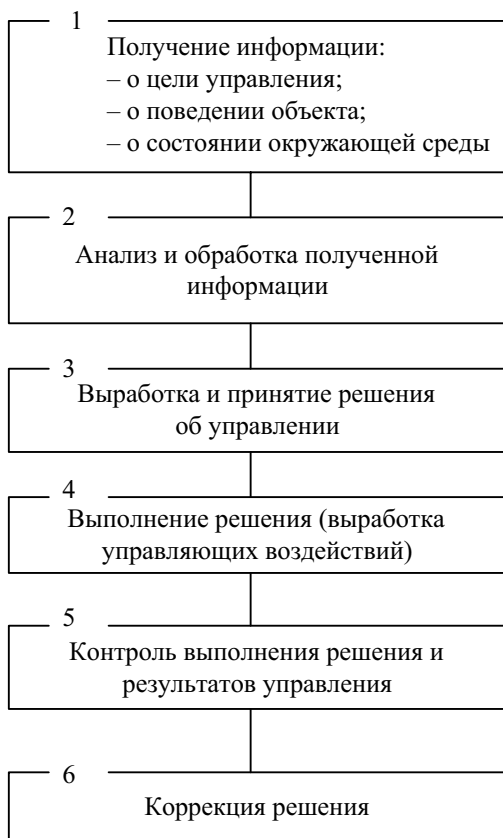 1
Получение информации:
– о цели управления;
– о поведении объекта;
– о состоянии окружающей среды
2
Анализ и обработка полученной
информации
3
Выработка и принятие решения
об управлении
4
Выполнение решения (выработка
управляющих воздействий)
5
Контроль выполнения решения и
результатов управления
6
Коррекция решения